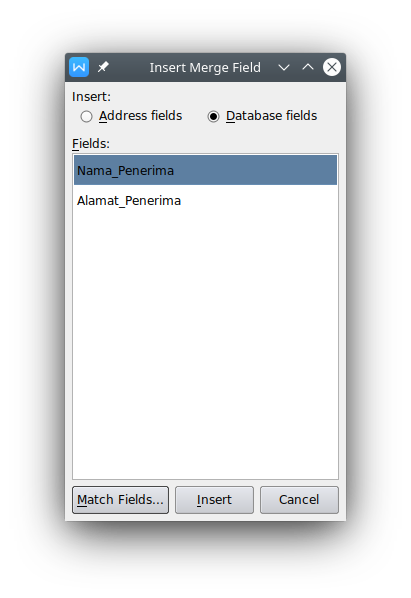 Insert Merge Field
Insert:
Address fields
Database fields
Fields:
Nama_Penerima
Alamat_Penerima
Match Fields...
Insert
Cancel